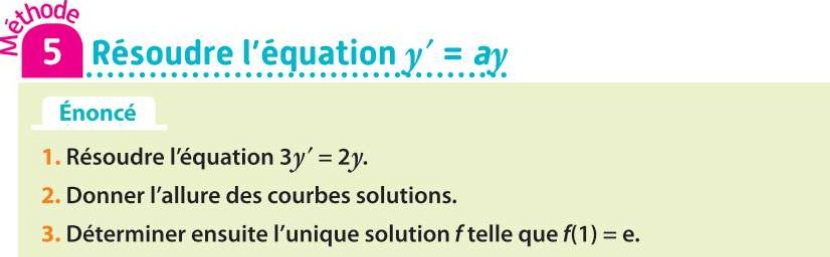 Méthode
5 Résoudre l'équation y′ = ay
Énoncé
1. Résoudre l'équation 3y′ = 2y.
2. Donner l'allure des courbes solutions.
3. Déterminer ensuite l'unique solution f telle que f(1) = e.